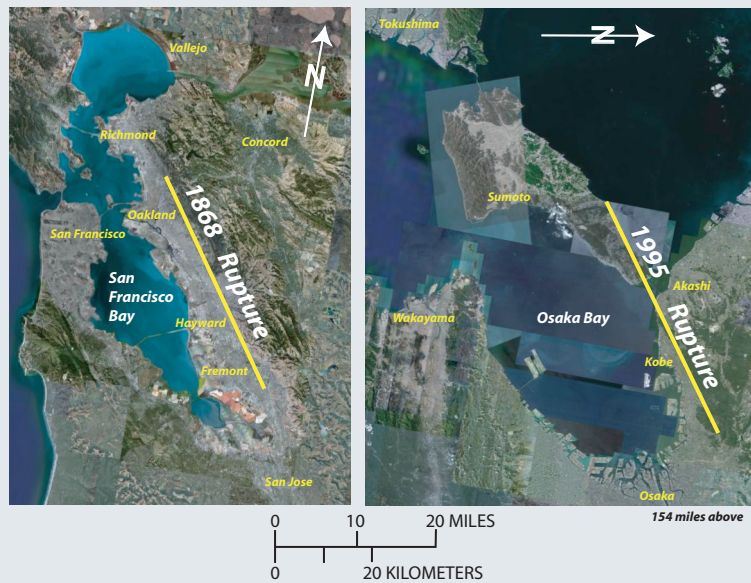 Vallejo
N
Richmond
Concord
Oakland
San Francisco
1868 Rupture
San
Francisco
Bay
Hayward
Fremont
San Jose
Tokushima
N
Sumoto
1995 Rupture
Akashi
Wakayama
Osaka Bay
Kobe
Osaka
154 miles above
0 10 20 MILES
0 20 KILOMETERS